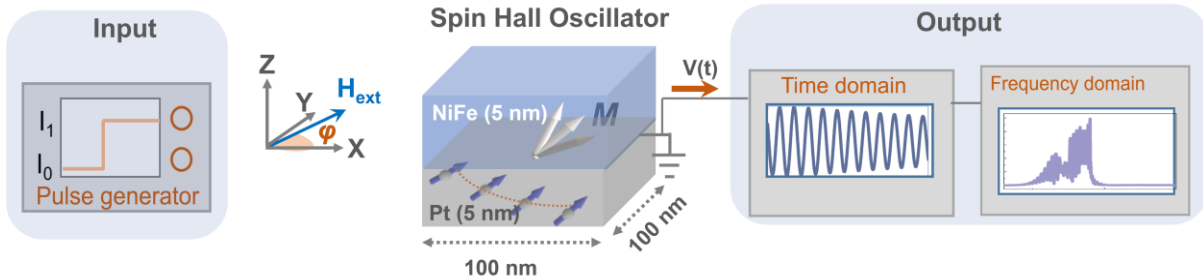 Input
I₁
I₀
Pulse generator
Z
Y
X
H_ext
φ
Spin Hall Oscillator
NiFe (5 nm)
M
Pt (5 nm)
100 nm
100 nm
V(t)
Output
Time domain
Frequency domain